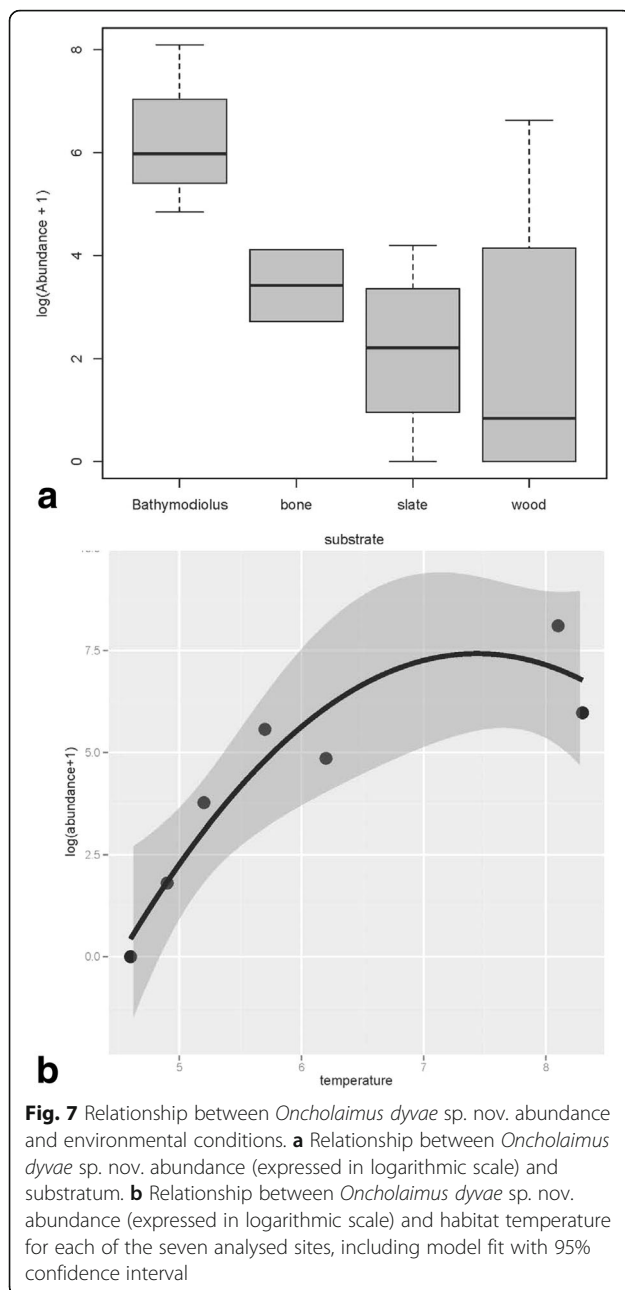 8
6
4
2
0
log(Abundance + 1)
a
Bathymodiolus bone slate wood
substrate
7.5
5.0
2.5
0.0
log(abundance+1)
5 6 7 8
b
temperature
Fig. 7 Relationship between Oncholaimus dyvae sp. nov. abundance
and environmental conditions. a Relationship between Oncholaimus
dyvae sp. nov. abundance (expressed in logarithmic scale) and
substratum. b Relationship between Oncholaimus dyvae sp. nov.
abundance (expressed in logarithmic scale) and habitat temperature
for each of the seven analysed sites, including model fit with 95%
confidence interval